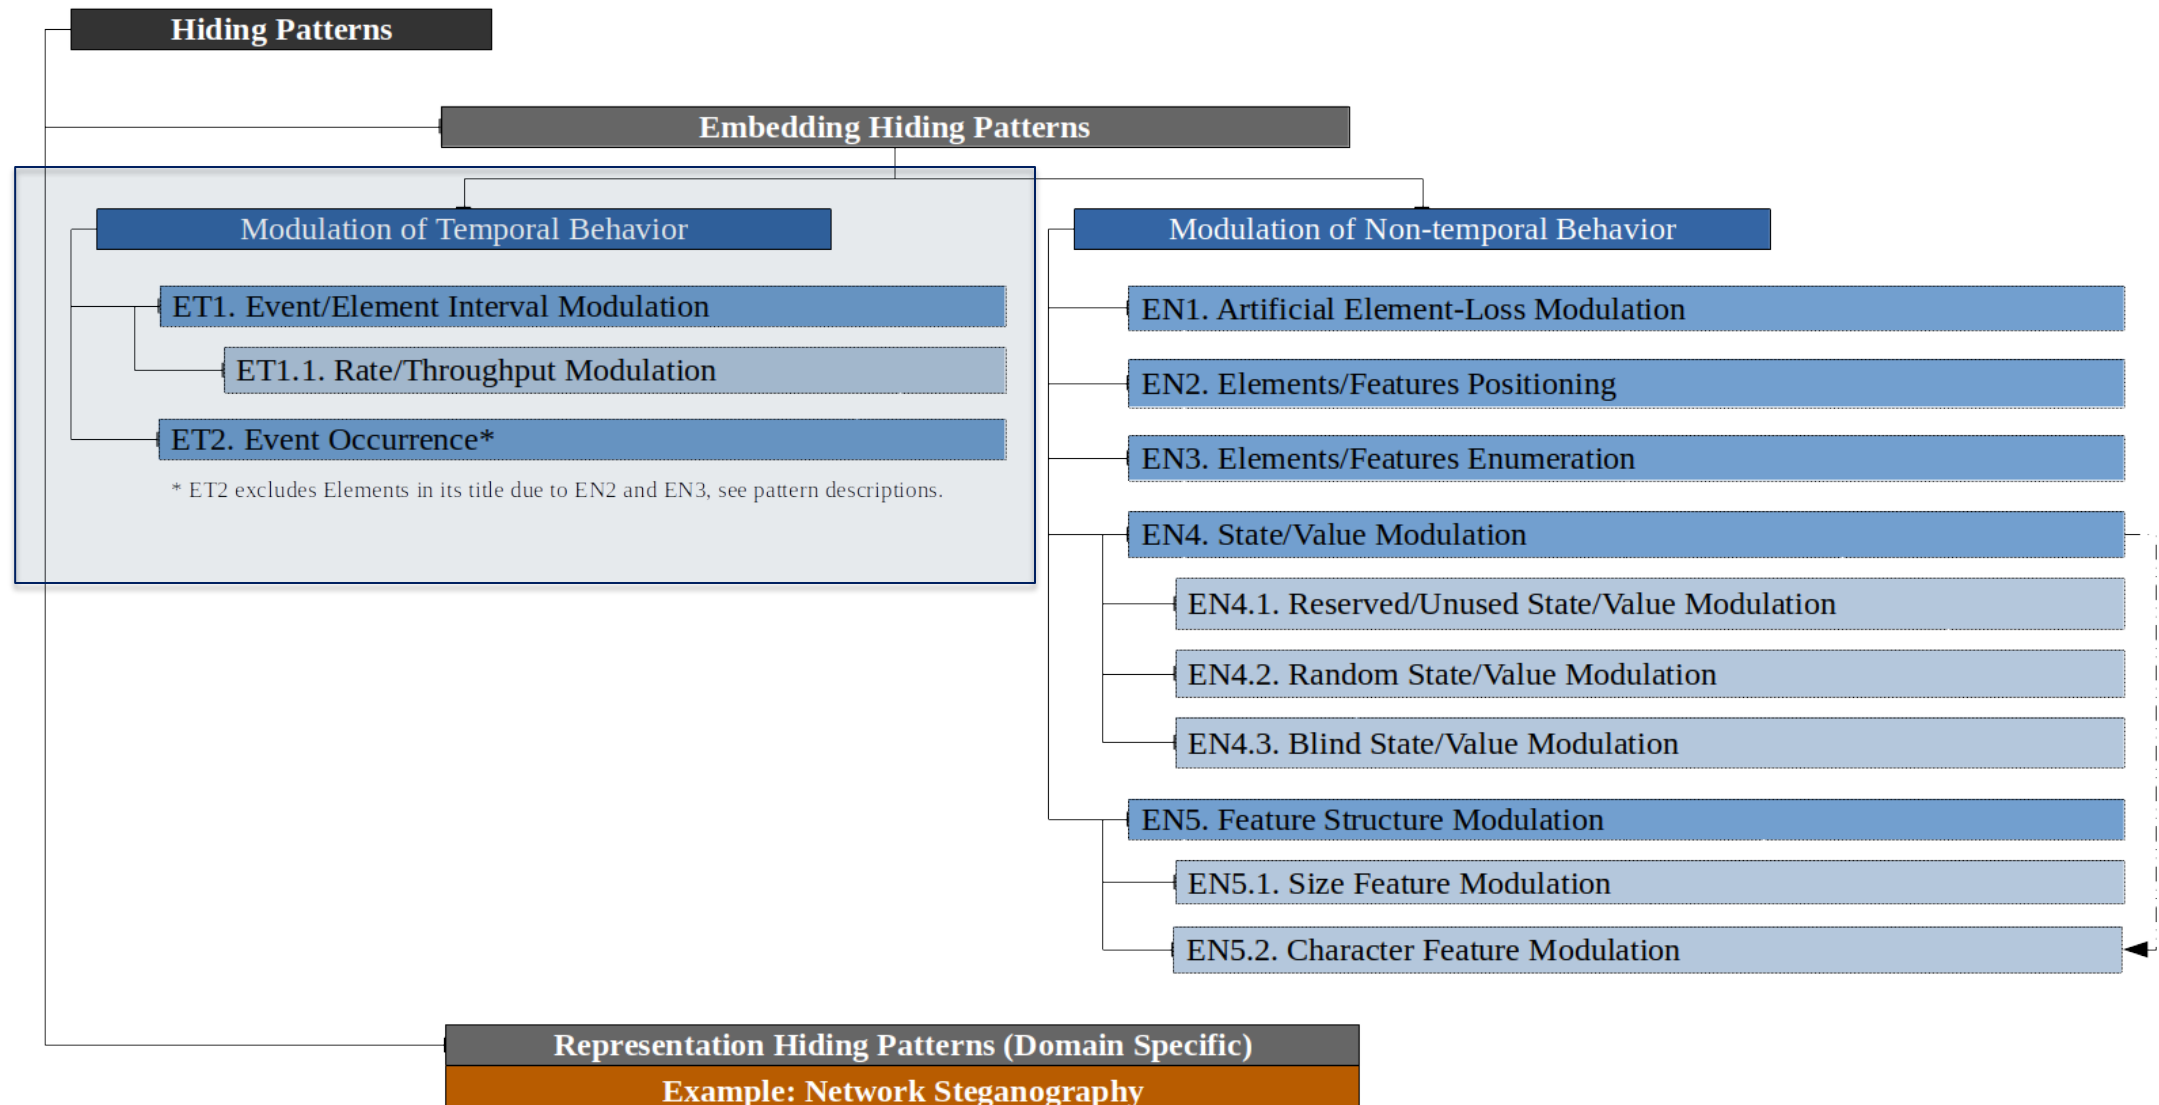 Hiding Patterns
Embedding Hiding Patterns
Modulation of Temporal Behavior
ET1. Event/Element Interval Modulation
ET1.1. Rate/Throughput Modulation
ET2. Event Occurrence*
* ET2 excludes Elements in its title due to EN2 and EN3, see pattern descriptions.
Modulation of Non-temporal Behavior
EN1. Artificial Element-Loss Modulation
EN2. Elements/Features Positioning
EN3. Elements/Features Enumeration
EN4. State/Value Modulation
EN4.1. Reserved/Unused State/Value Modulation
EN4.2. Random State/Value Modulation
EN4.3. Blind State/Value Modulation
EN5. Feature Structure Modulation
EN5.1. Size Feature Modulation
EN5.2. Character Feature Modulation
Representation Hiding Patterns (Domain Specific)
Example: Network Steganography